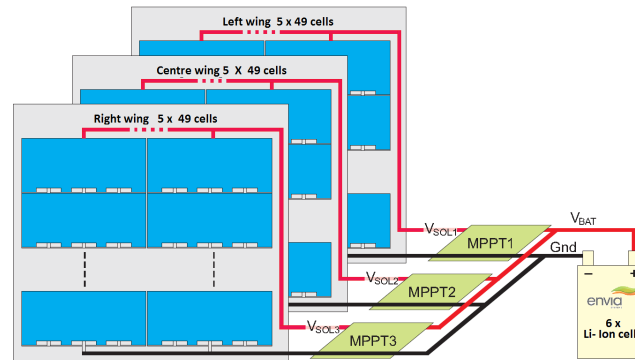 Left wing 5 x 49 cells
Centre wing 5 X 49 cells
Right wing 5 x 49 cells
VSOL1
MPPT1
VBAT
Gnd
VSOL2
MPPT2
VSOL3
MPPT3
– +
envia
6 x
Li- Ion cell